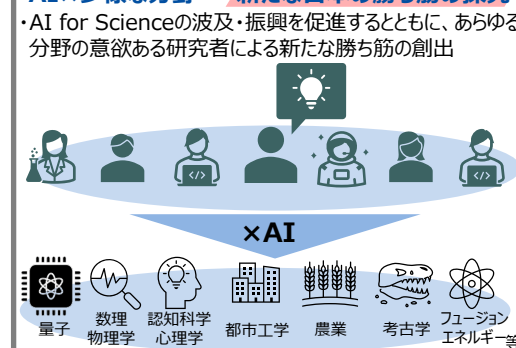 ・AI for Scienceの波及・振興を促進するとともに、あらゆる
分野の意欲ある研究者による新たな勝ち筋の創出
</>
</>
×AI
量子
数理
物理学
認知科学
心理学
都市工学
農業
考古学
フュージョン
エネルギー等